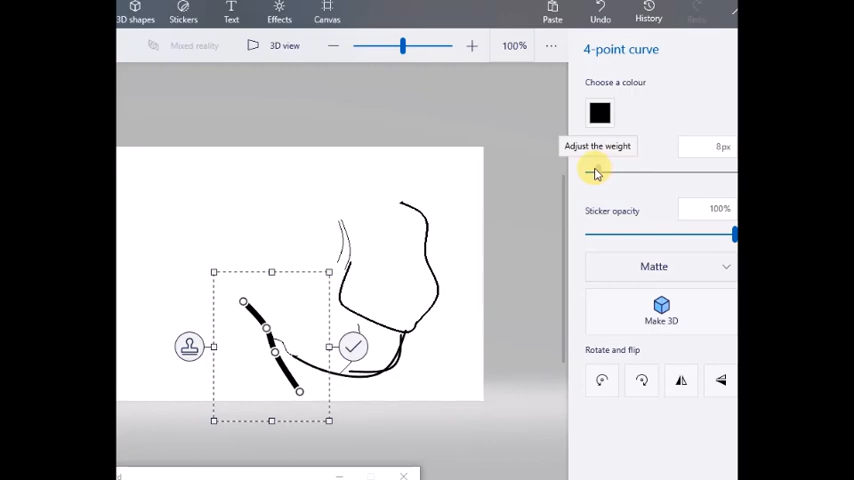 3D shapes Stickers Text Effects Canvas Paste Undo History Redo
Mixed reality 3D view 100%
4-point curve
Choose a colour
Adjust the weight 8px
Sticker opacity 100%
Matte
Make 3D
Rotate and flip